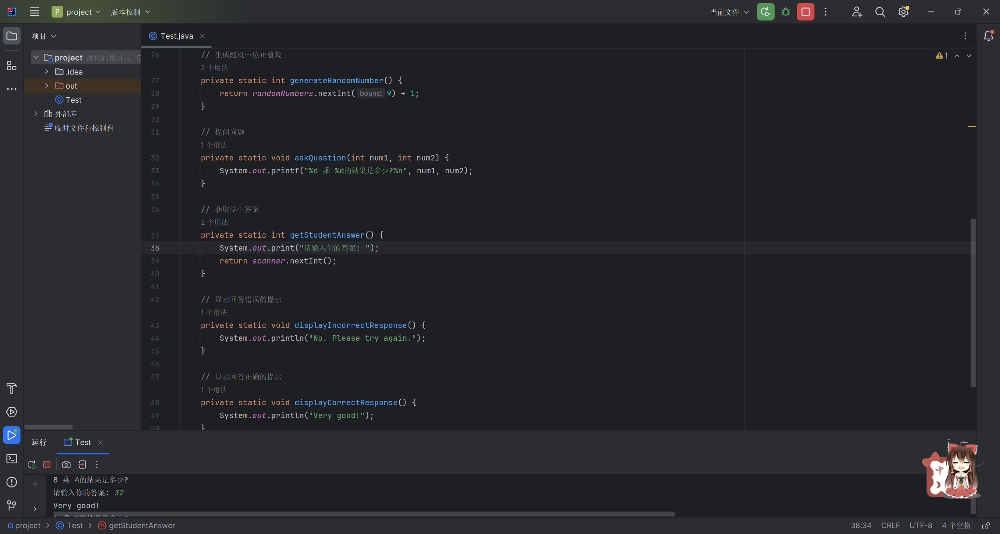 P project 版本控制 当前文件
项目
Test.java
project 源代码根目录, C
.idea
out
Test
外部库
临时文件和控制台
1
26 // 生成随机一位正整数
2 个用法
27 private static int generateRandomNumber() {
28 return randomNumbers.nextInt( bound: 9) + 1;
29 }
30
31 // 提问问题
1 个用法
32 private static void askQuestion(int num1, int num2) {
33 System.out.printf("%d 乘 %d的结果是多少?%n", num1, num2);
34 }
35
36 // 获取学生答案
2 个用法
37 private static int getStudentAnswer() {
38 System.out.print("请输入你的答案: ");
39 return scanner.nextInt();
40 }
41
42 // 显示回答错误的提示
1 个用法
43 private static void displayIncorrectResponse() {
44 System.out.println("No. Please try again.");
45 }
46
47 // 显示回答正确的提示
1 个用法
48 private static void displayCorrectResponse() {
49 System.out.println("Very good!");
50 }
运行 Test
8 乘 4的结果是多少?
请输入你的答案: 32
Very good!
中
project > Test > getStudentAnswer
38:34 CRLF UTF-8 4 个空格